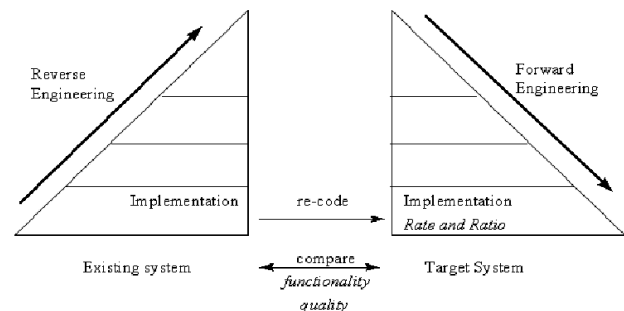 Reverse
Engineering
Forward
Engineering
Implementation
re-code
Implementation
Rate and Ratio
Existing system
compare
Target System
functionality
quality